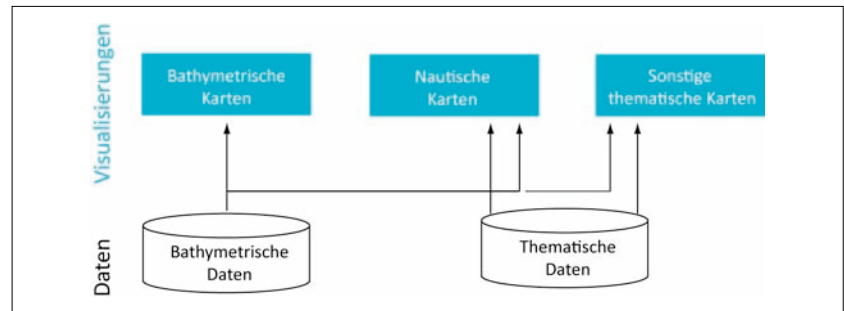 Visualisierungen
Bathymetrische
Karten
Nautische
Karten
Sonstige
thematische Karten
Daten
Bathymetrische
Daten
Thematische
Daten